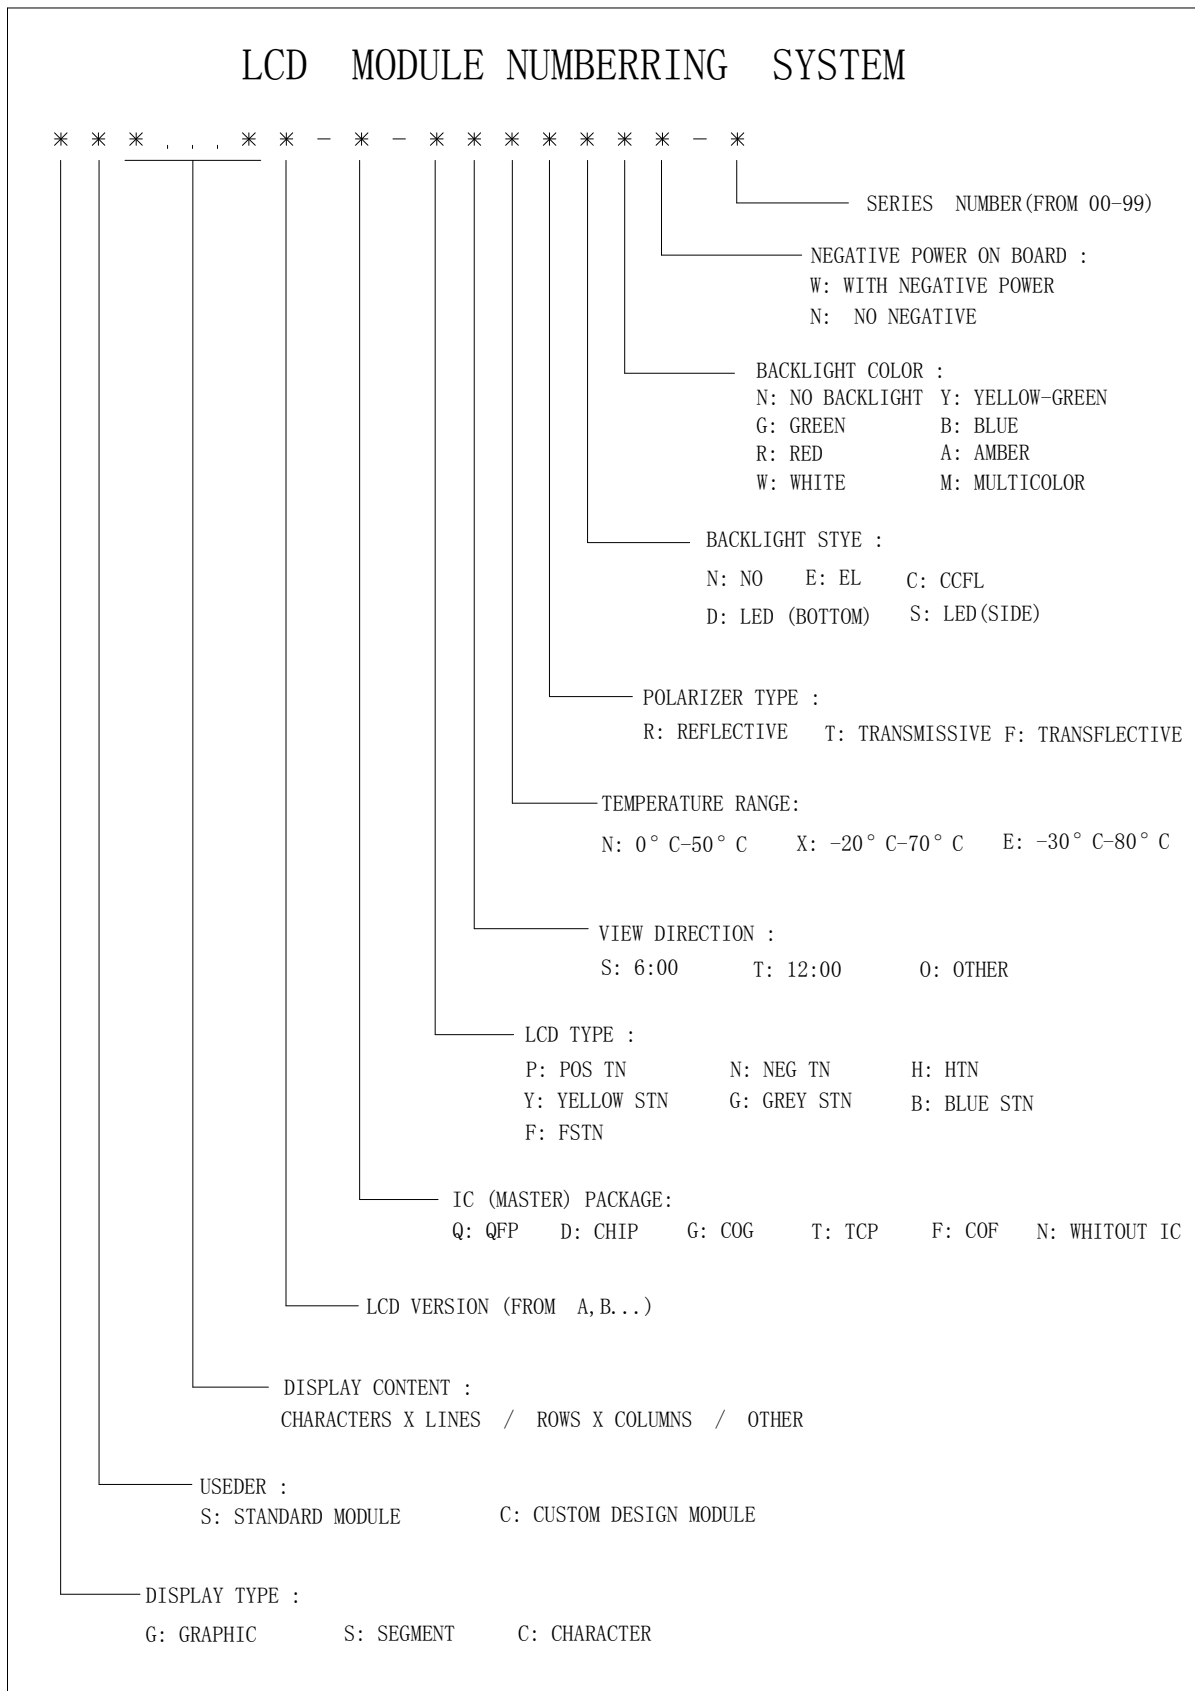 LCD MODULE NUMBERRING SYSTEM
* * * . . . * * - * - * * * * * * * - *
SERIES NUMBER(FROM 00-99)
NEGATIVE POWER ON BOARD :
W: WITH NEGATIVE POWER
N: NO NEGATIVE
BACKLIGHT COLOR :
N: NO BACKLIGHT Y: YELLOW-GREEN
G: GREEN B: BLUE
R: RED A: AMBER
W: WHITE M: MULTICOLOR
BACKLIGHT STYE :
N: NO E: EL C: CCFL
D: LED (BOTTOM) S: LED(SIDE)
POLARIZER TYPE :
R: REFLECTIVE T: TRANSMISSIVE F: TRANSFLECTIVE
TEMPERATURE RANGE:
N: 0° C-50° C X: -20° C-70° C E: -30° C-80° C
VIEW DIRECTION :
S: 6:00 T: 12:00 O: OTHER
LCD TYPE :
P: POS TN N: NEG TN H: HTN
Y: YELLOW STN G: GREY STN B: BLUE STN
F: FSTN
IC (MASTER) PACKAGE:
Q: QFP D: CHIP G: COG T: TCP F: COF N: WHITOUT IC
LCD VERSION (FROM A,B...)
DISPLAY CONTENT :
CHARACTERS X LINES / ROWS X COLUMNS / OTHER
USEDER :
S: STANDARD MODULE C: CUSTOM DESIGN MODULE
DISPLAY TYPE :
G: GRAPHIC S: SEGMENT C: CHARACTER